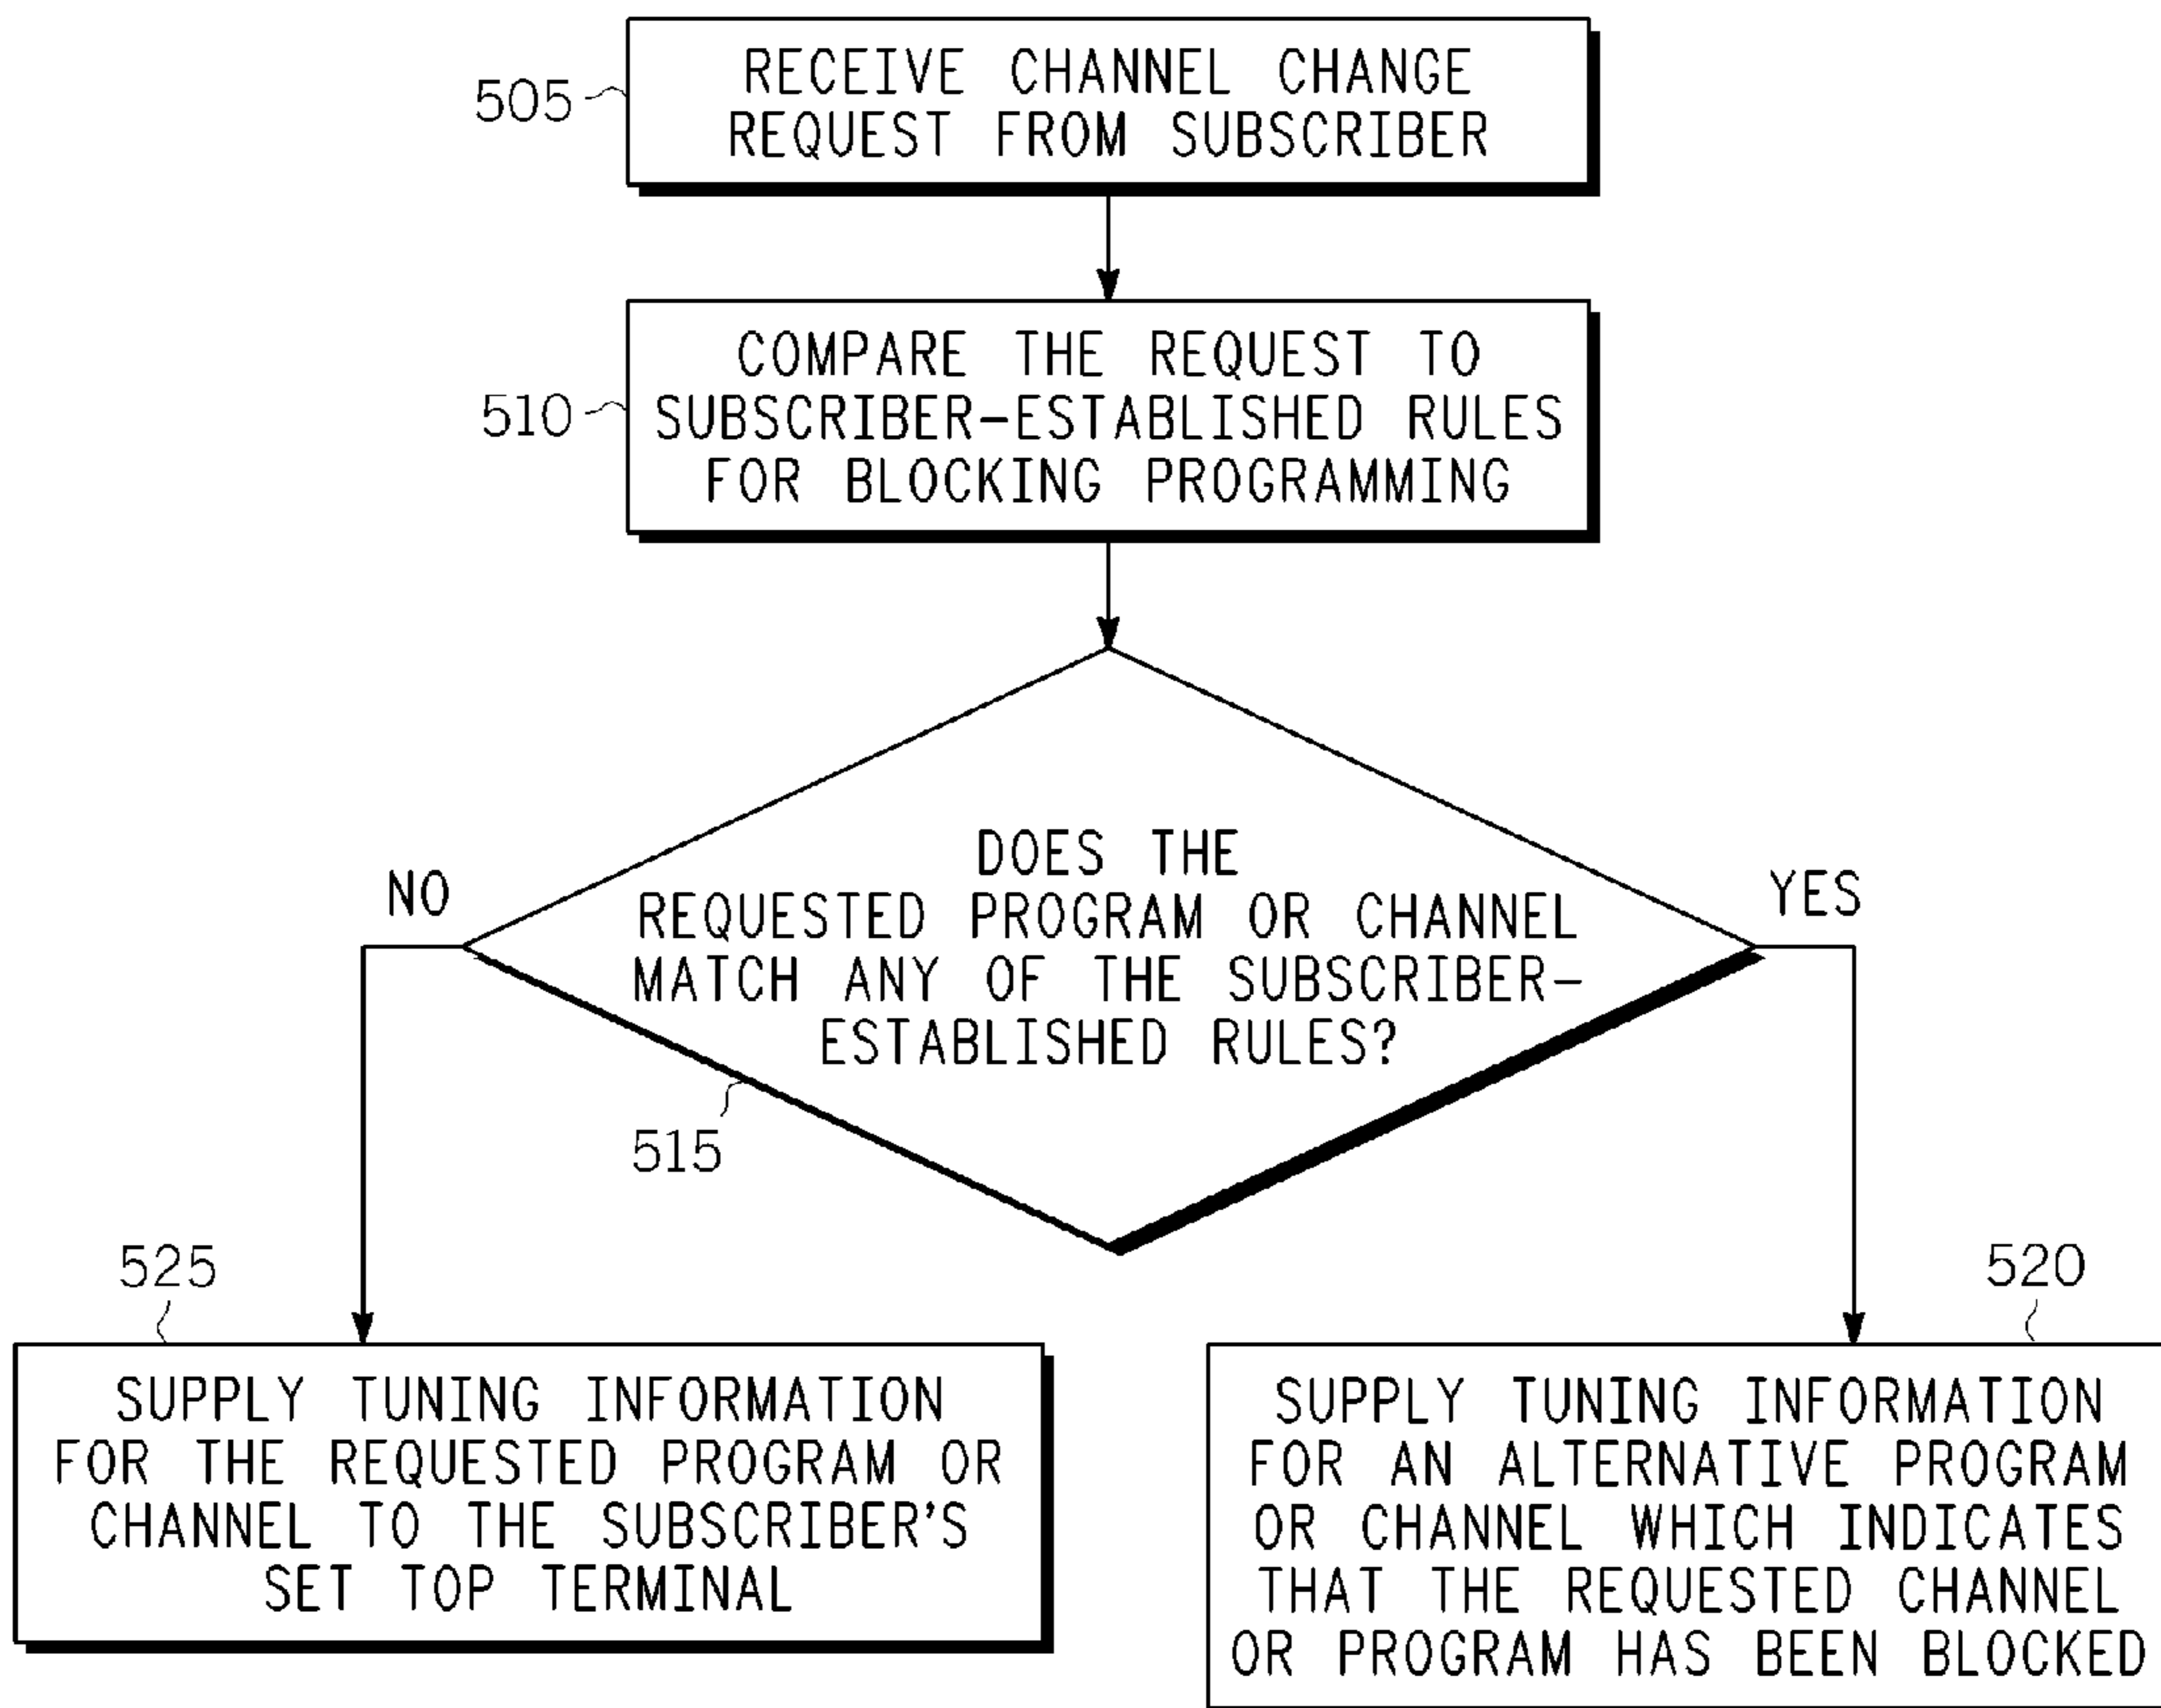 505
RECEIVE CHANNEL CHANGE
REQUEST FROM SUBSCRIBER
510
COMPARE THE REQUEST TO
SUBSCRIBER-ESTABLISHED RULES
FOR BLOCKING PROGRAMMING
DOES THE
REQUESTED PROGRAM OR CHANNEL
MATCH ANY OF THE SUBSCRIBER-
ESTABLISHED RULES?
NO
YES
515
525
SUPPLY TUNING INFORMATION
FOR THE REQUESTED PROGRAM OR
CHANNEL TO THE SUBSCRIBER'S
SET TOP TERMINAL
520
SUPPLY TUNING INFORMATION
FOR AN ALTERNATIVE PROGRAM
OR CHANNEL WHICH INDICATES
THAT THE REQUESTED CHANNEL
OR PROGRAM HAS BEEN BLOCKED